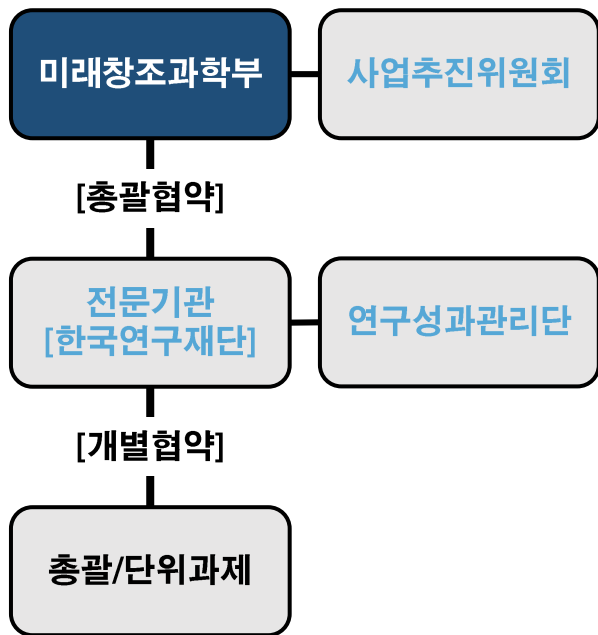 미래창조과학부
사업추진위원회
[총괄협약]
전문기관
[한국연구재단]
연구성과관리단
[개별협약]
총괄/단위과제